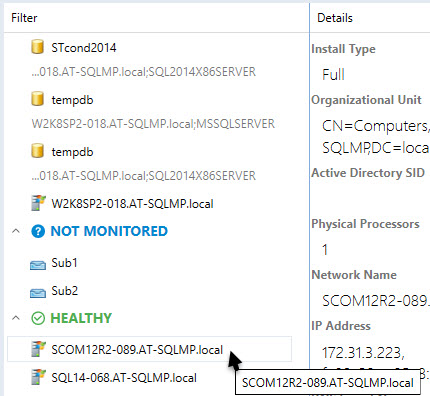 Filter
STcond2014
...018.AT-SQLMP.local;SQL2014X86SERVER
tempdb
W2K8SP2-018.AT-SQLMP.local;MSSQLSERVER
tempdb
...018.AT-SQLMP.local;SQL2014X86SERVER
W2K8SP2-018.AT-SQLMP.local
NOT MONITORED
Sub1
Sub2
HEALTHY
SCOM12R2-089.AT-SQLMP.local
SQL14-068.AT-SQLMP.local
SCOM12R2-089.AT-SQLMP.local
Details
Install Type
Full
Organizational Unit
CN=Computers,
SQLMP,DC=loca
Active Directory SID
Physical Processors
1
Network Name
SCOM12R2-089.
IP Address
172.31.3.223,